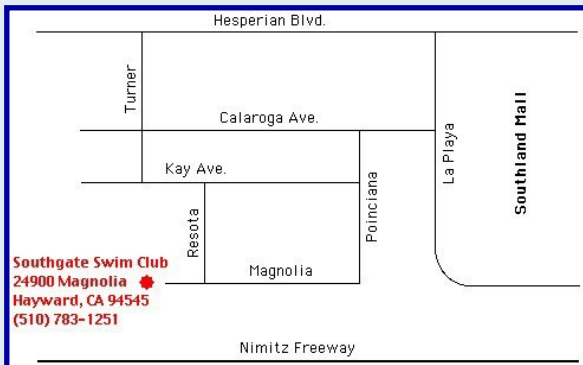 Hesperian Blvd.
Turner
Calaroga Ave.
La Playa
Southland Mall
Kay Ave.
Poinciana
Resota
Southgate Swim Club
24900 Magnolia
Hayward, CA 94545
(510) 783-1251
Magnolia
Nimitz Freeway